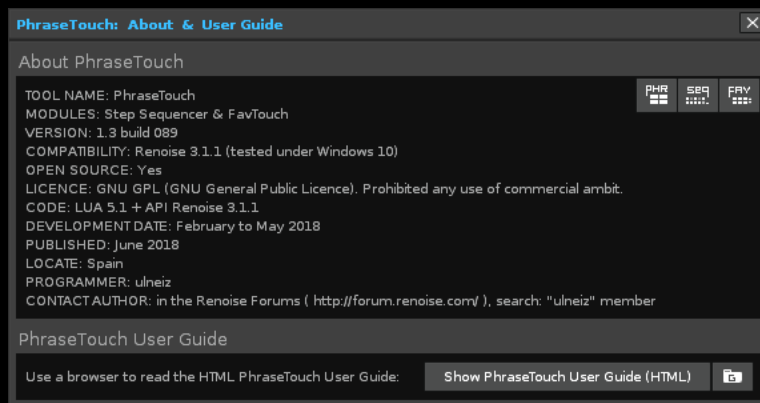 PhraseTouch: About & User Guide
About PhraseTouch
PHR SEQ FAV
TOOL NAME: PhraseTouch
MODULES: Step Sequencer & FavTouch
VERSION: 1.3 build 089
COMPATIBILITY: Renoise 3.1.1 (tested under Windows 10)
OPEN SOURCE: Yes
LICENCE: GNU GPL (GNU General Public Licence). Prohibited any use of commercial ambit.
CODE: LUA 5.1 + API Renoise 3.1.1
DEVELOPMENT DATE: February to May 2018
PUBLISHED: June 2018
LOCATE: Spain
PROGRAMMER: ulneiz
CONTACT AUTHOR: in the Renoise Forums ( http://forum.renoise.com/ ), search: "ulneiz" member
PhraseTouch User Guide
Use a browser to read the HTML PhraseTouch User Guide: Show PhraseTouch User Guide (HTML)